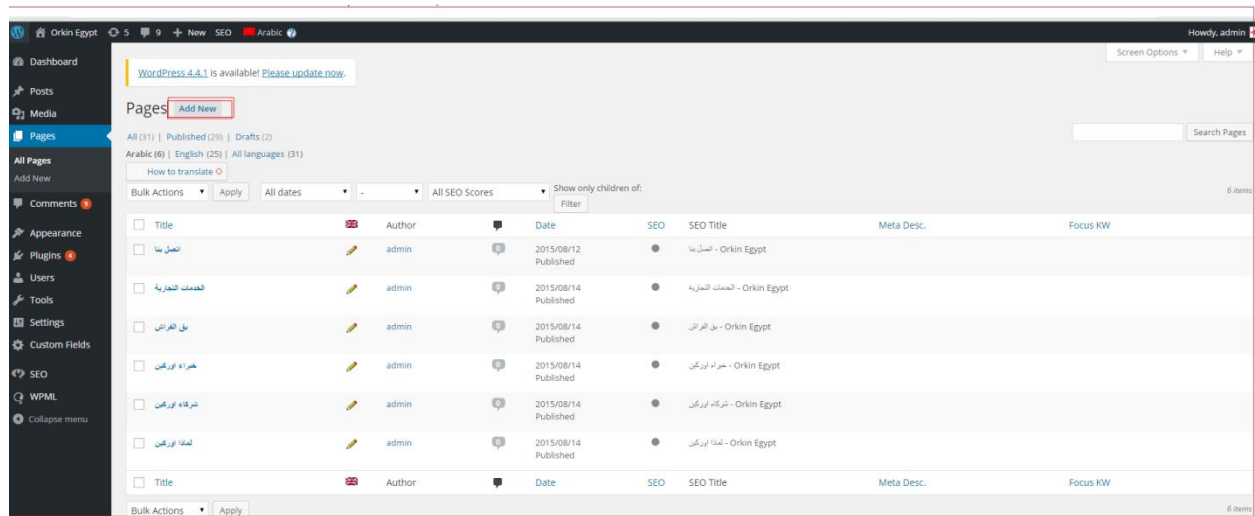 Orkin Egypt 5 9 + New SEO Arabic Howdy, admin
Screen Options Help
Dashboard
Posts
Media
Pages
All Pages
Add New
Comments 9
Appearance
Plugins 4
Users
Tools
Settings
Custom Fields
SEO
WPML
Collapse menu
WordPress 4.4.1 is available! Please update now.
Pages Add New
All (31) | Published (29) | Drafts (2)
Search Pages
Arabic (6) | English (25) | All languages (31)
How to translate
Bulk Actions Apply All dates - All SEO Scores Show only children of:
Filter
6 items
Title Author Date SEO SEO Title Meta Desc. Focus KW
اتصل بنا admin 0 2015/08/12 اتصل بنا - Orkin Egypt
Published
الخدمات التجارية admin 0 2015/08/14 الخدمات التجارية - Orkin Egypt
Published
بق الفراش admin 0 2015/08/14 بق الفراش - Orkin Egypt
Published
خبراء اوركين admin 0 2015/08/14 خبراء اوركين - Orkin Egypt
Published
شركاء اوركين admin 0 2015/08/14 شركاء اوركين - Orkin Egypt
Published
لماذا اوركين admin 0 2015/08/14 لماذا اوركين - Orkin Egypt
Published
Title Author Date SEO SEO Title Meta Desc. Focus KW
Bulk Actions Apply
6 items